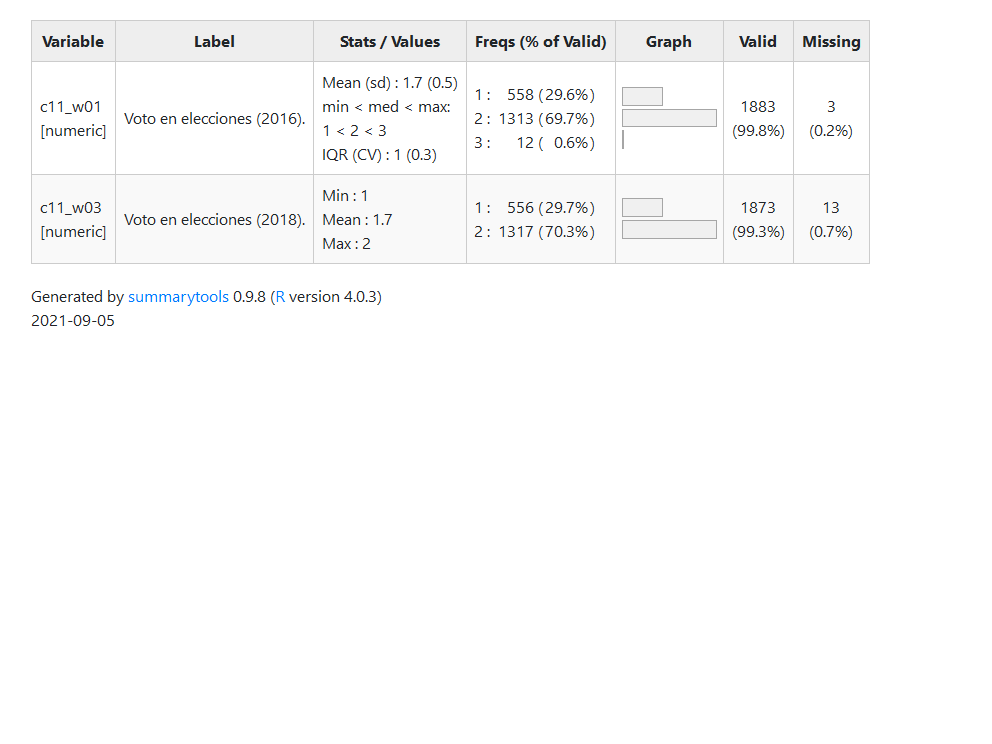 Variable Label Stats / Values Freqs (% of Valid) Graph Valid Missing
c11_w01
[numeric]
Voto en elecciones (2016).
Mean (sd) : 1.7 (0.5)
min < med < max:
1 < 2 < 3
IQR (CV) : 1 (0.3)
1 : 558 (29.6%)
2 : 1313 (69.7%)
3 : 12 ( 0.6%)
1883
(99.8%)
3
(0.2%)
c11_w03
[numeric]
Voto en elecciones (2018).
Min : 1
Mean : 1.7
Max : 2
1 : 556 (29.7%)
2 : 1317 (70.3%)
1873
(99.3%)
13
(0.7%)
Generated by summarytools 0.9.8 (R version 4.0.3)
2021-09-05